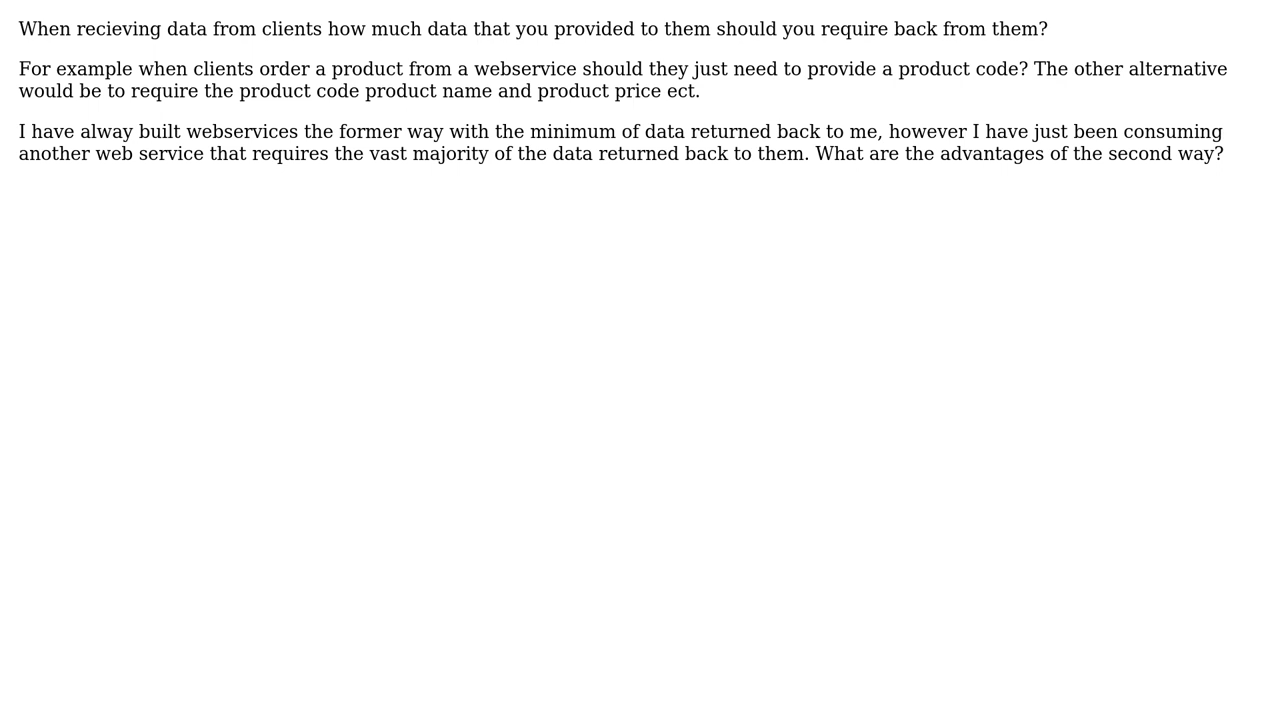 When recieving data from clients how much data that you provided to them should you require back from them?
For example when clients order a product from a webservice should they just need to provide a product code? The other alternative
would be to require the product code product name and product price ect.
I have alway built webservices the former way with the minimum of data returned back to me, however I have just been consuming
another web service that requires the vast majority of the data returned back to them. What are the advantages of the second way?